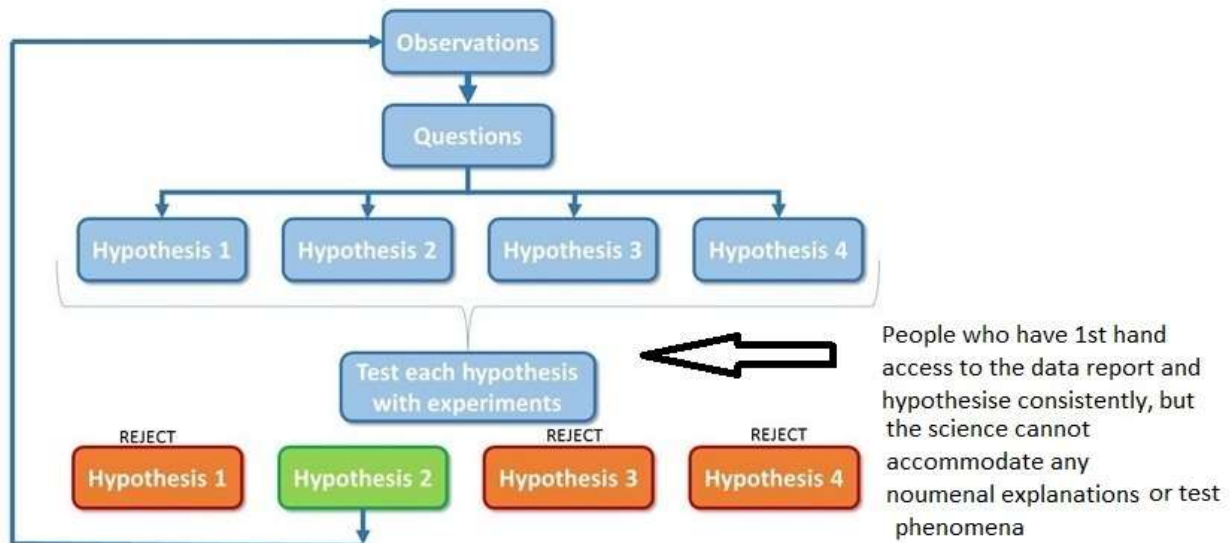 Observations
Questions
Hypothesis 1
Hypothesis 2
Hypothesis 3
Hypothesis 4
Test each hypothesis
with experiments
People who have 1st hand
access to the data report and
hypothesise consistently, but
the science cannot
accommodate any
noumenal explanations or test
phenomena
REJECT
Hypothesis 1
Hypothesis 2
REJECT
Hypothesis 3
REJECT
Hypothesis 4